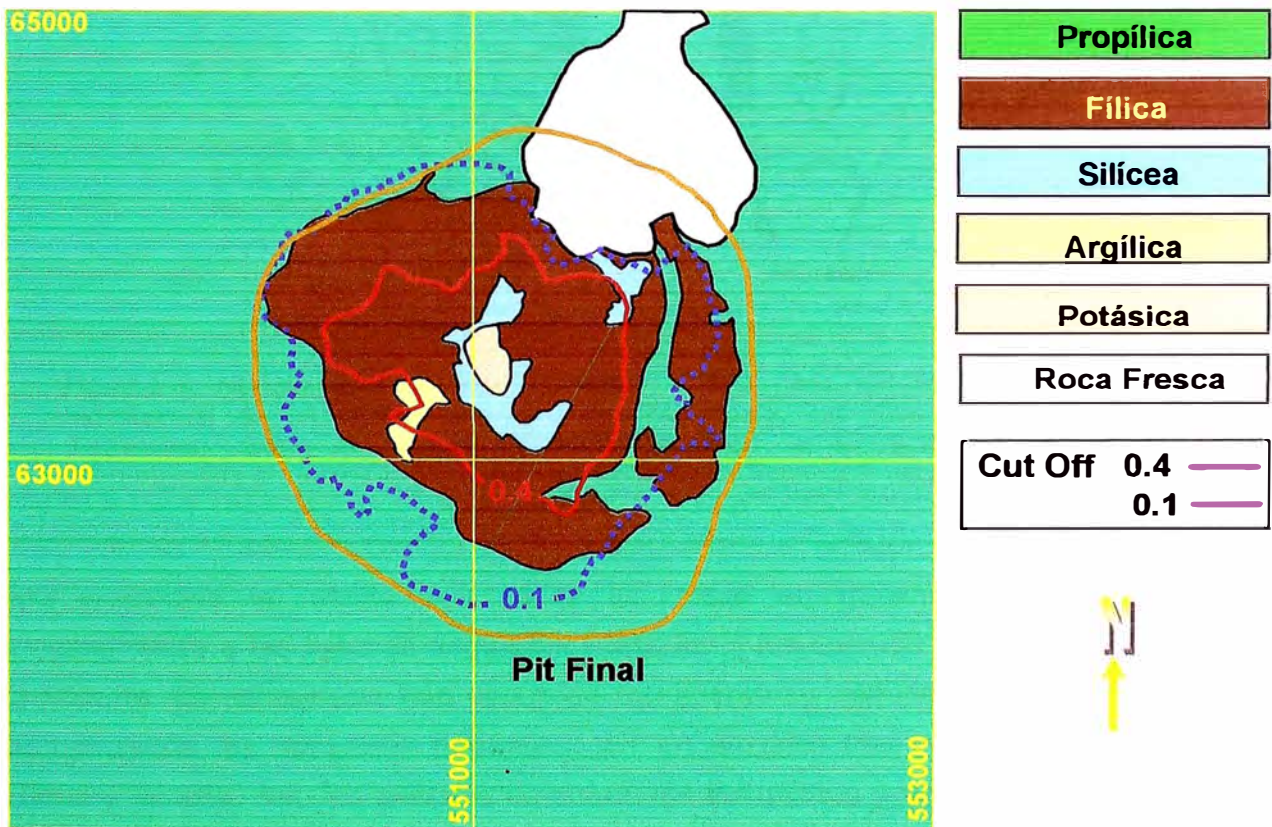 65000
63000
551000
553000
0.4
0.1
Pit Final
Propílica
Fílica
Silícea
Argílica
Potásica
Roca Fresca
Cut Off 0.4
0.1
N